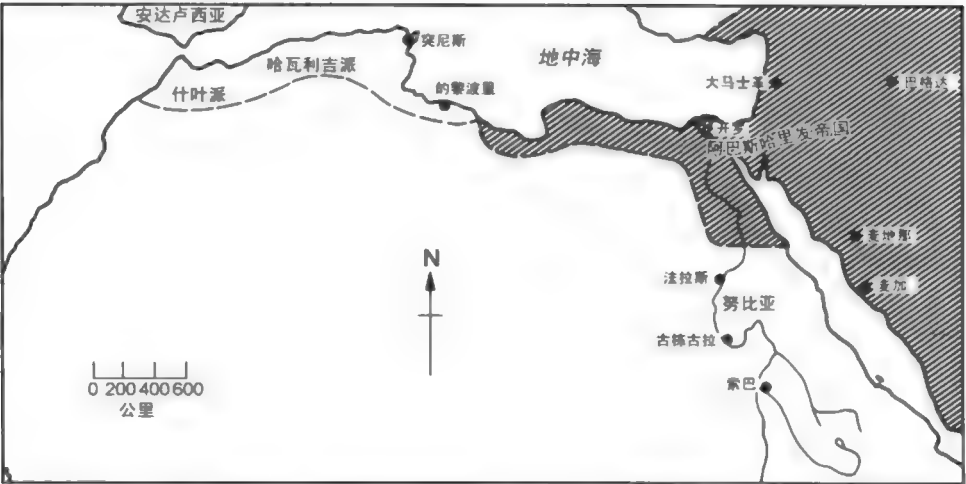 安达卢西亚
突尼斯
地中海
哈瓦利吉派
什叶派
的黎波里
大马士革
巴格达
开罗
阿巴斯哈里发帝国
麦地那
麦加
N
法拉斯
努比亚
古栋古拉
索巴
0 200 400 600
公里